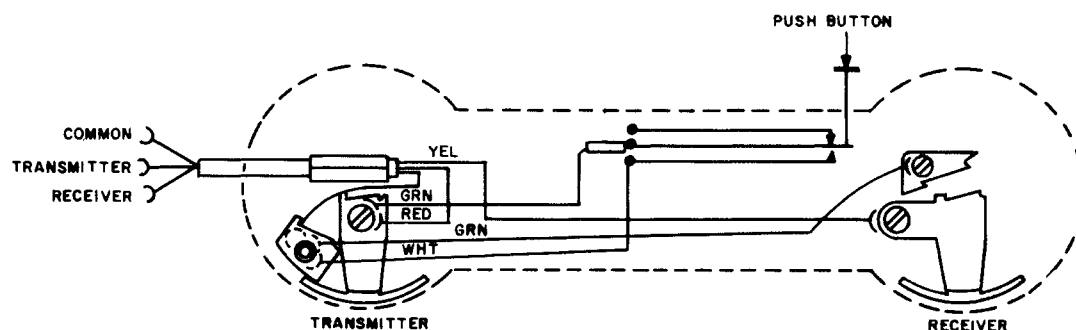 PUSH BUTTON
COMMON
TRANSMITTER
RECEIVER
YEL
GRN
RED
GRN
WHT
TRANSMITTER
RECEIVER